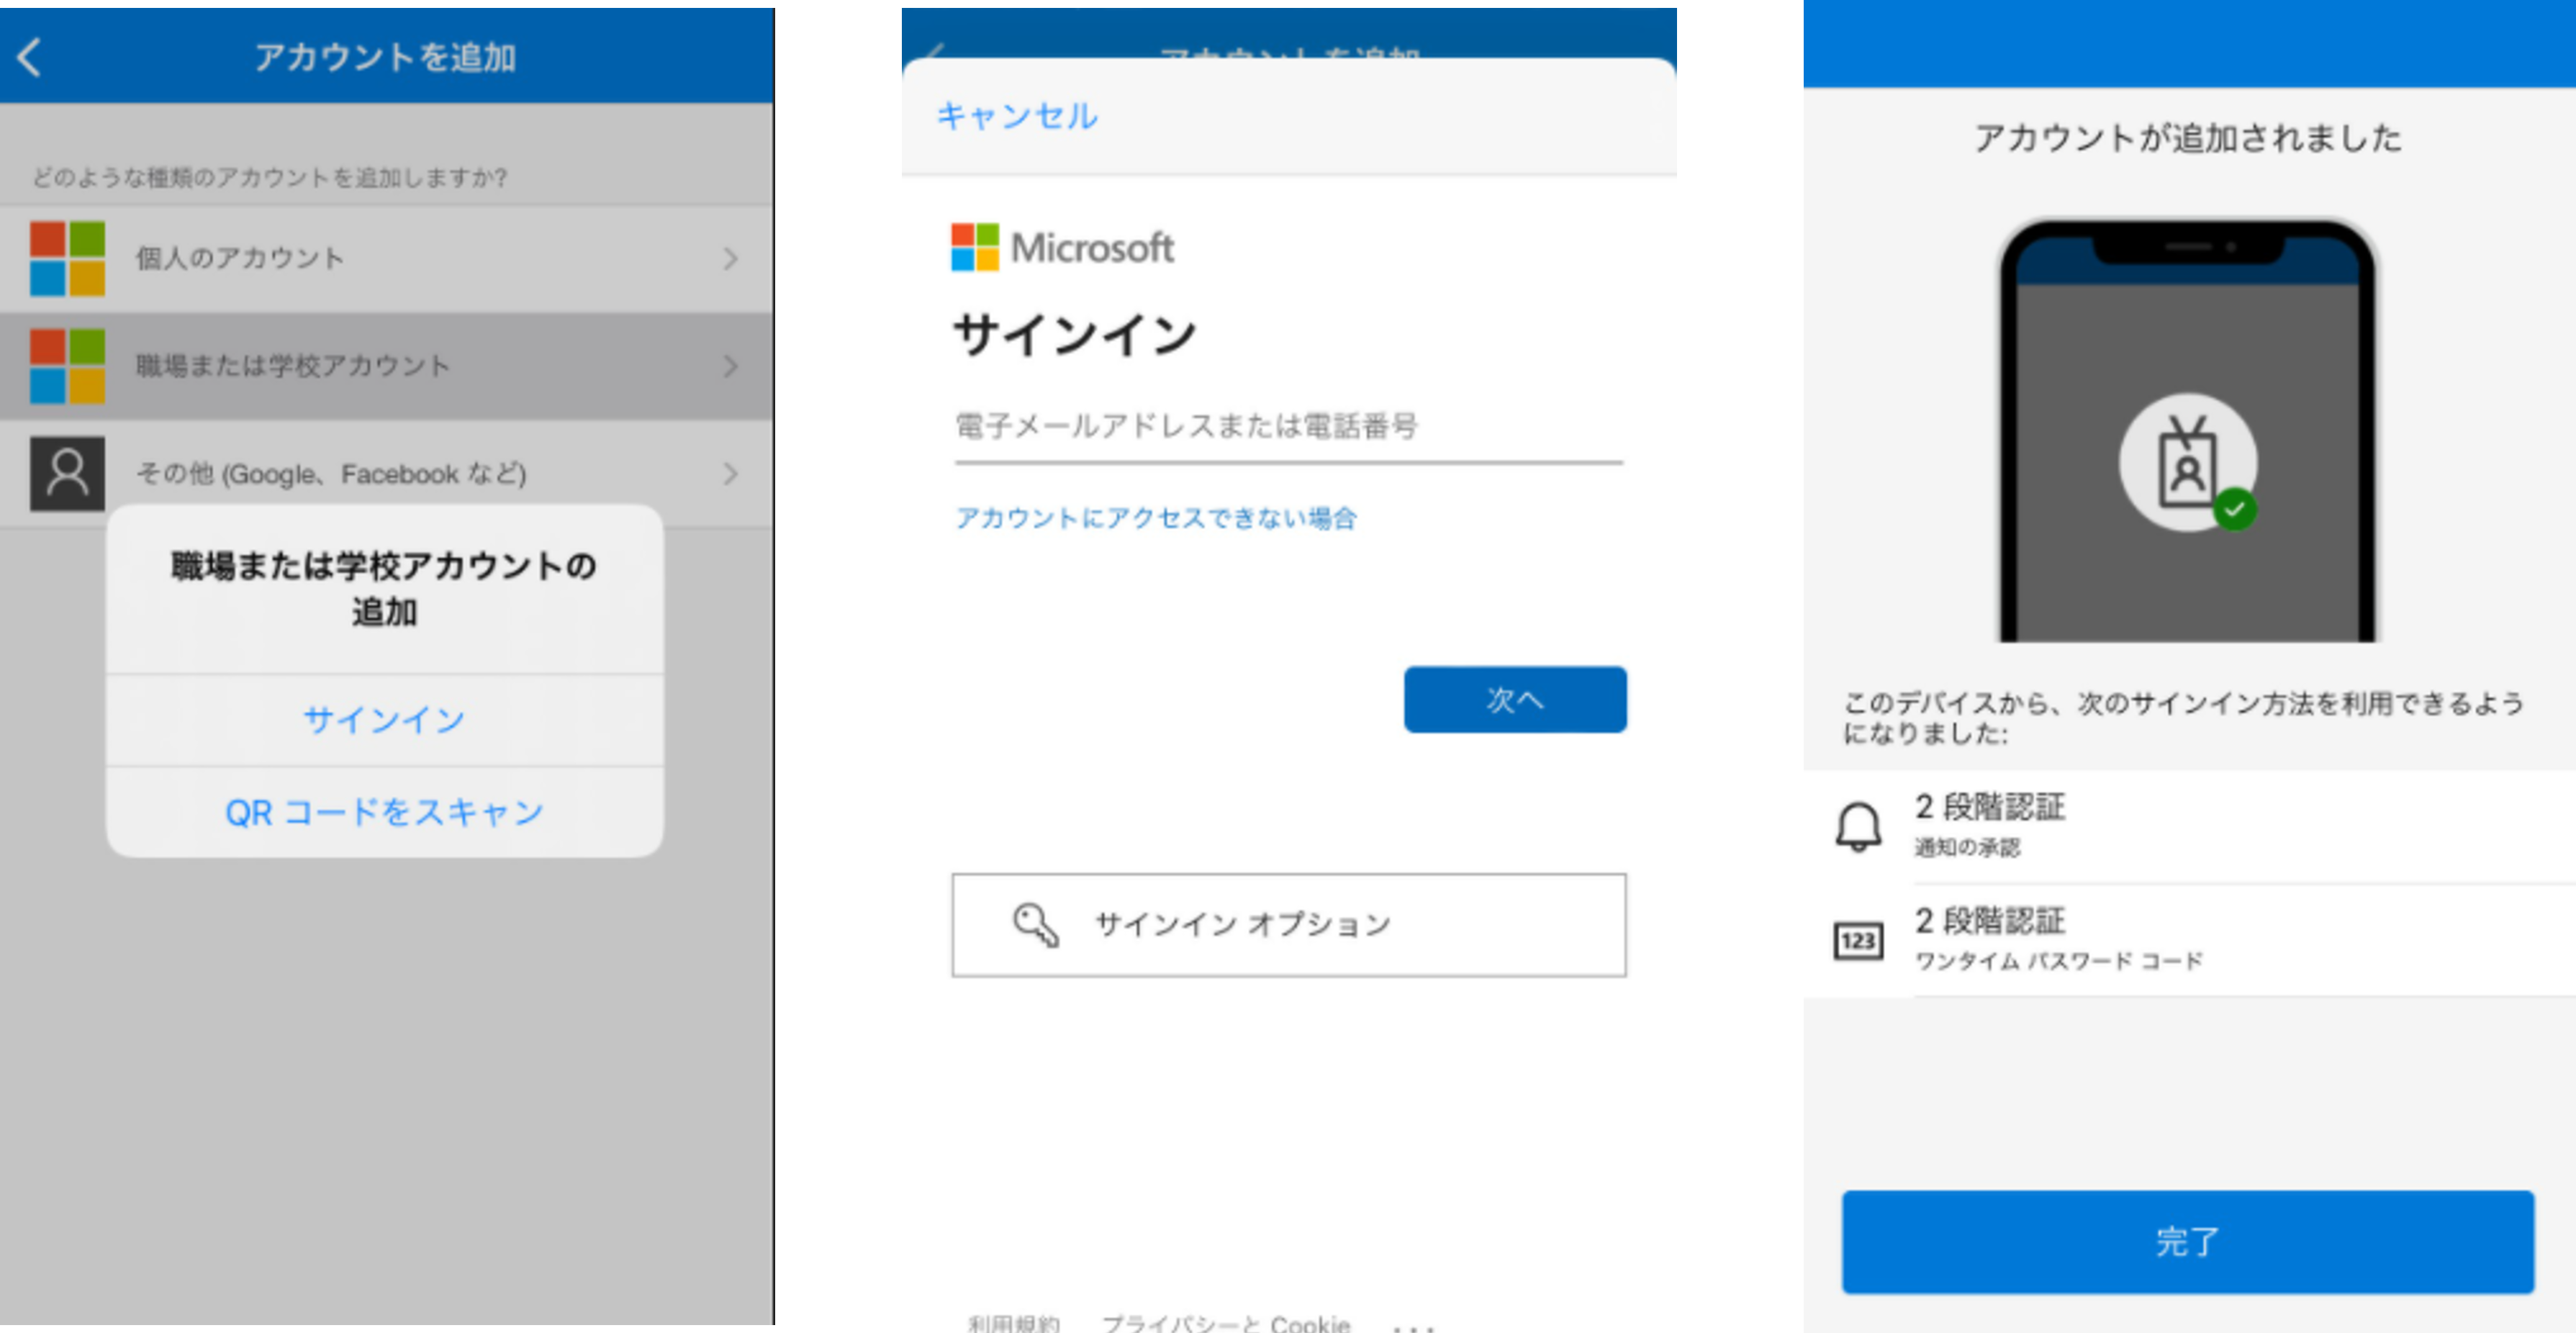 アカウントを追加
どのような種類のアカウントを追加しますか?
個人のアカウント
職場または学校アカウント
その他 (Google、Facebook など)
職場または学校アカウントの
追加
サインイン
QR コードをスキャン
アカウントを追加
キャンセル
Microsoft
サインイン
電子メールアドレスまたは電話番号
アカウントにアクセスできない場合
次へ
サインイン オプション
利用規約 プライバシーと Cookie ...
アカウントが追加されました
このデバイスから、次のサインイン方法を利用できるよう
になりました:
2 段階認証
通知の承認
123
2 段階認証
ワンタイム パスワード コード
完了